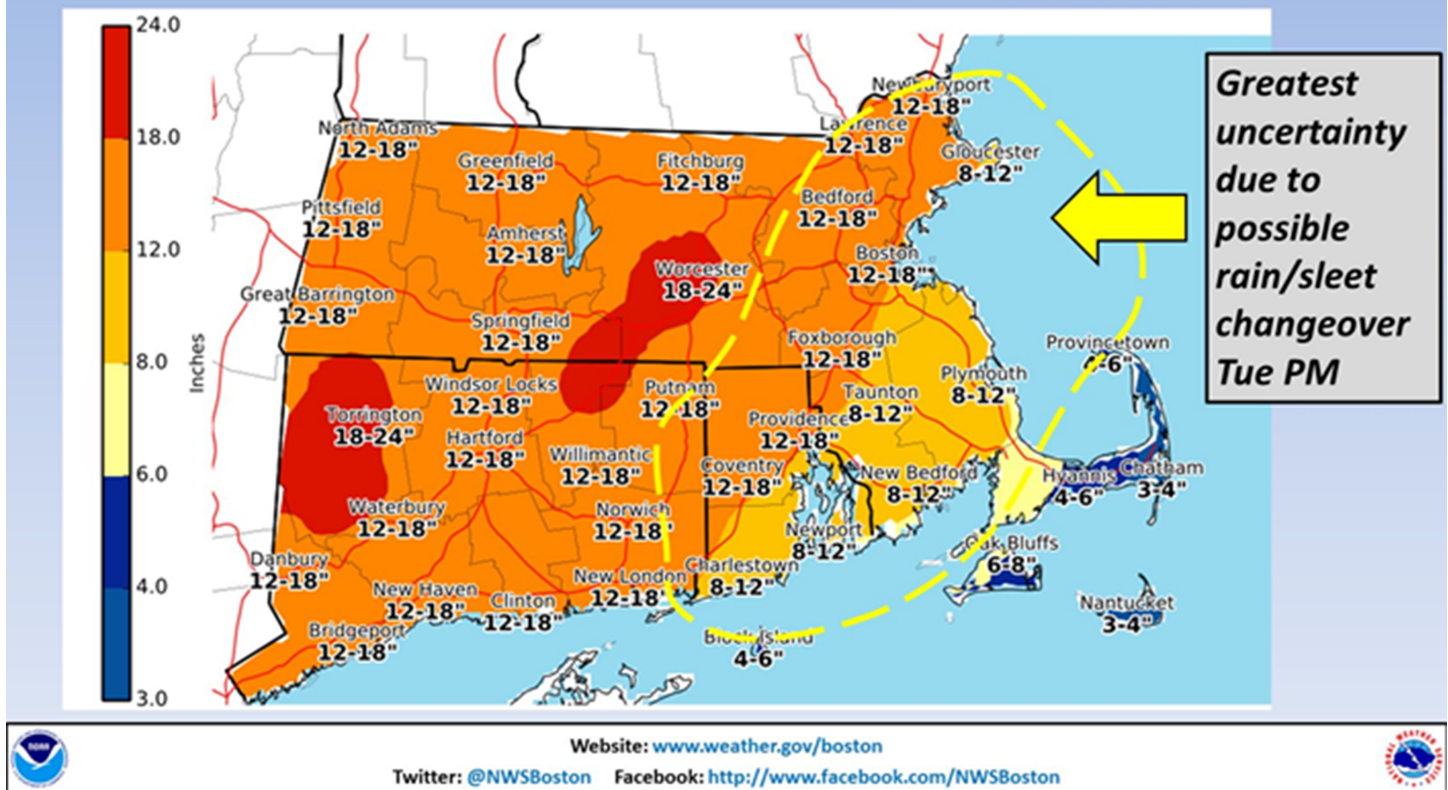 24.0
18.0
12.0
8.0
6.0
4.0
3.0
Inches
North Adams
12-18"
Greenfield
12-18"
Fitchburg
12-18"
Newburyport
12-18"
Lawrence
12-18"
Gloucester
8-12"
Pittsfield
12-18"
Amherst
12-18"
Bedford
12-18"
Worcester
18-24"
Boston
12-18"
Great Barrington
12-18"
Springfield
12-18"
Foxborough
12-18"
Provincetown
4-6"
Windsor Locks
12-18"
Putnam
12-18"
Taunton
8-12"
Plymouth
8-12"
Torrington
18-24"
Hartford
12-18"
Willimantic
12-18"
Providence
12-18"
Coventry
12-18"
New Bedford
8-12"
Hyannis
4-6"
Chatham
3-4"
Waterbury
12-18"
Norwich
12-18"
Newport
8-12"
Oak Bluffs
6-8"
Danbury
12-18"
New Haven
12-18"
Clinton
12-18"
New London
12-18"
Charlestown
8-12"
Nantucket
3-4"
Bridgeport
12-18"
Block Island
4-6"
Greatest
uncertainty
due to
possible
rain/sleet
changeover
Tue PM
Website: www.weather.gov/boston
Twitter: @NWSBoston Facebook: http://www.facebook.com/NWSBoston
NOAA